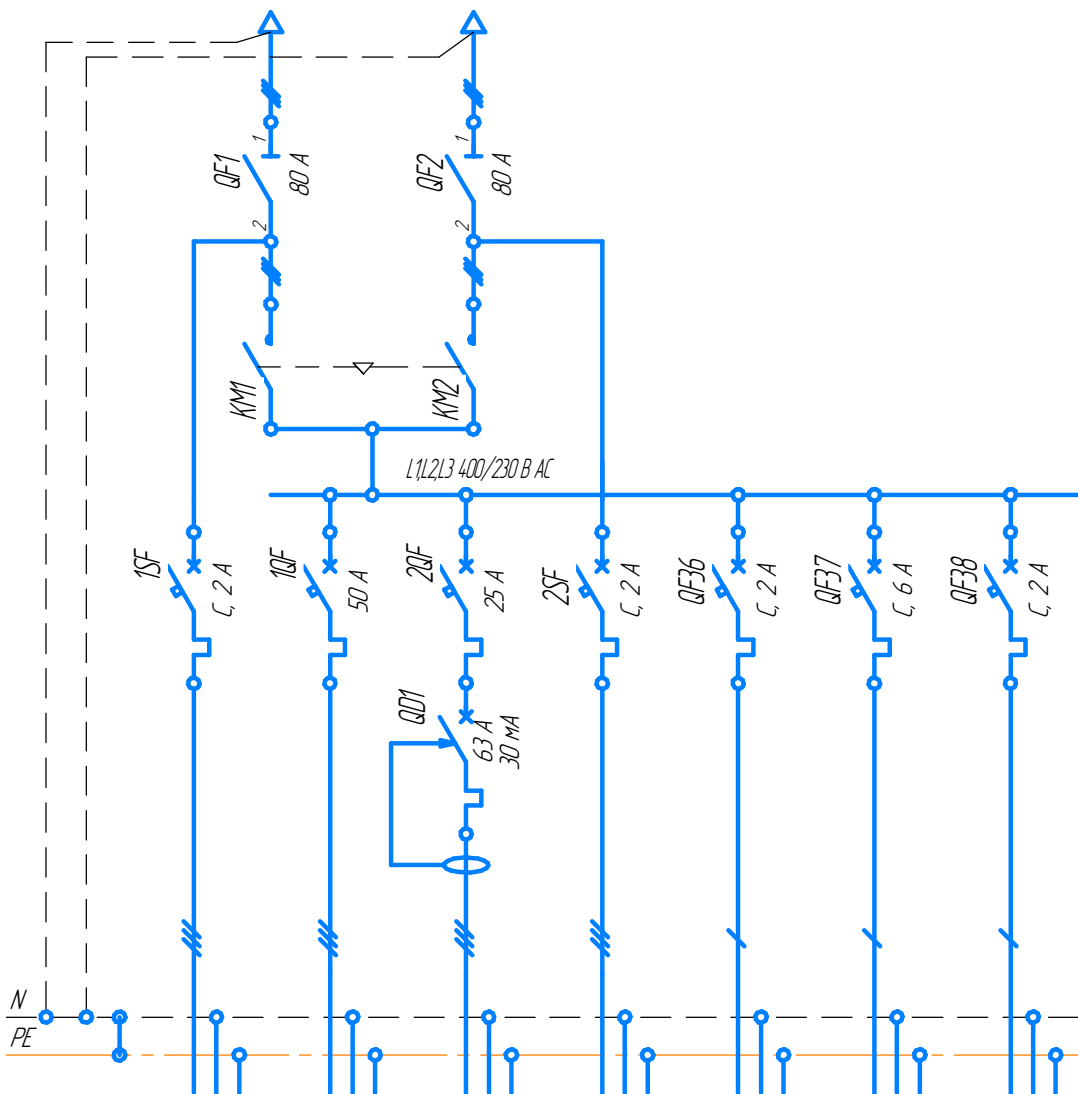 1
QF1
80 A
2
1
QF2
80 A
2
KM1
KM2
L1,L2,L3 400/230 В AC
1SF
C, 2 A
1QF
50 A
2QF
25 A
2SF
C, 2 A
QF36
C, 2 A
QF37
C, 6 A
QF38
C, 2 A
QD1
63 A
30 мА
N
PE